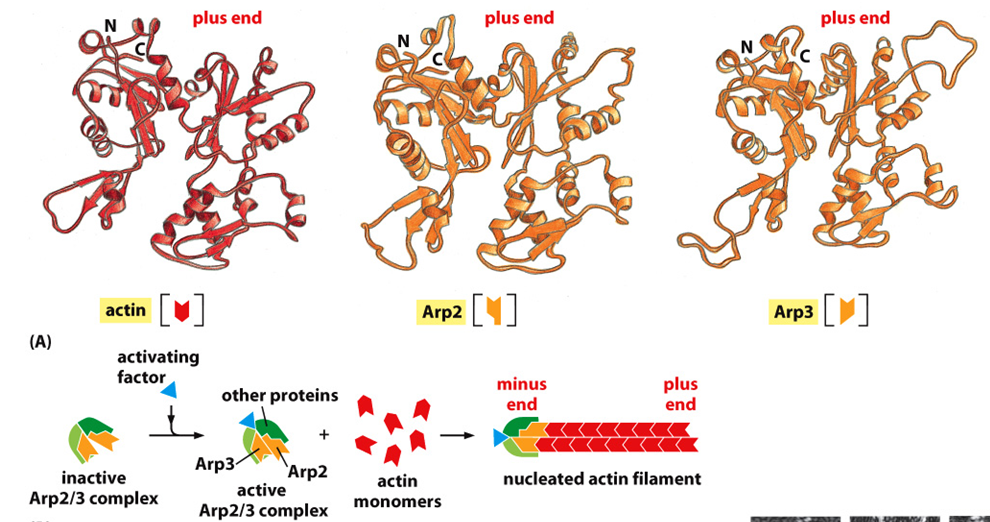 plus end
N
C
plus end
N
C
plus end
N
C
actin
Arp2
Arp3
(A)
activating
factor
other proteins
Arp3
Arp2
inactive
Arp2/3 complex
active
Arp2/3 complex
+
actin
monomers
minus
end
plus
end
nucleated actin filament